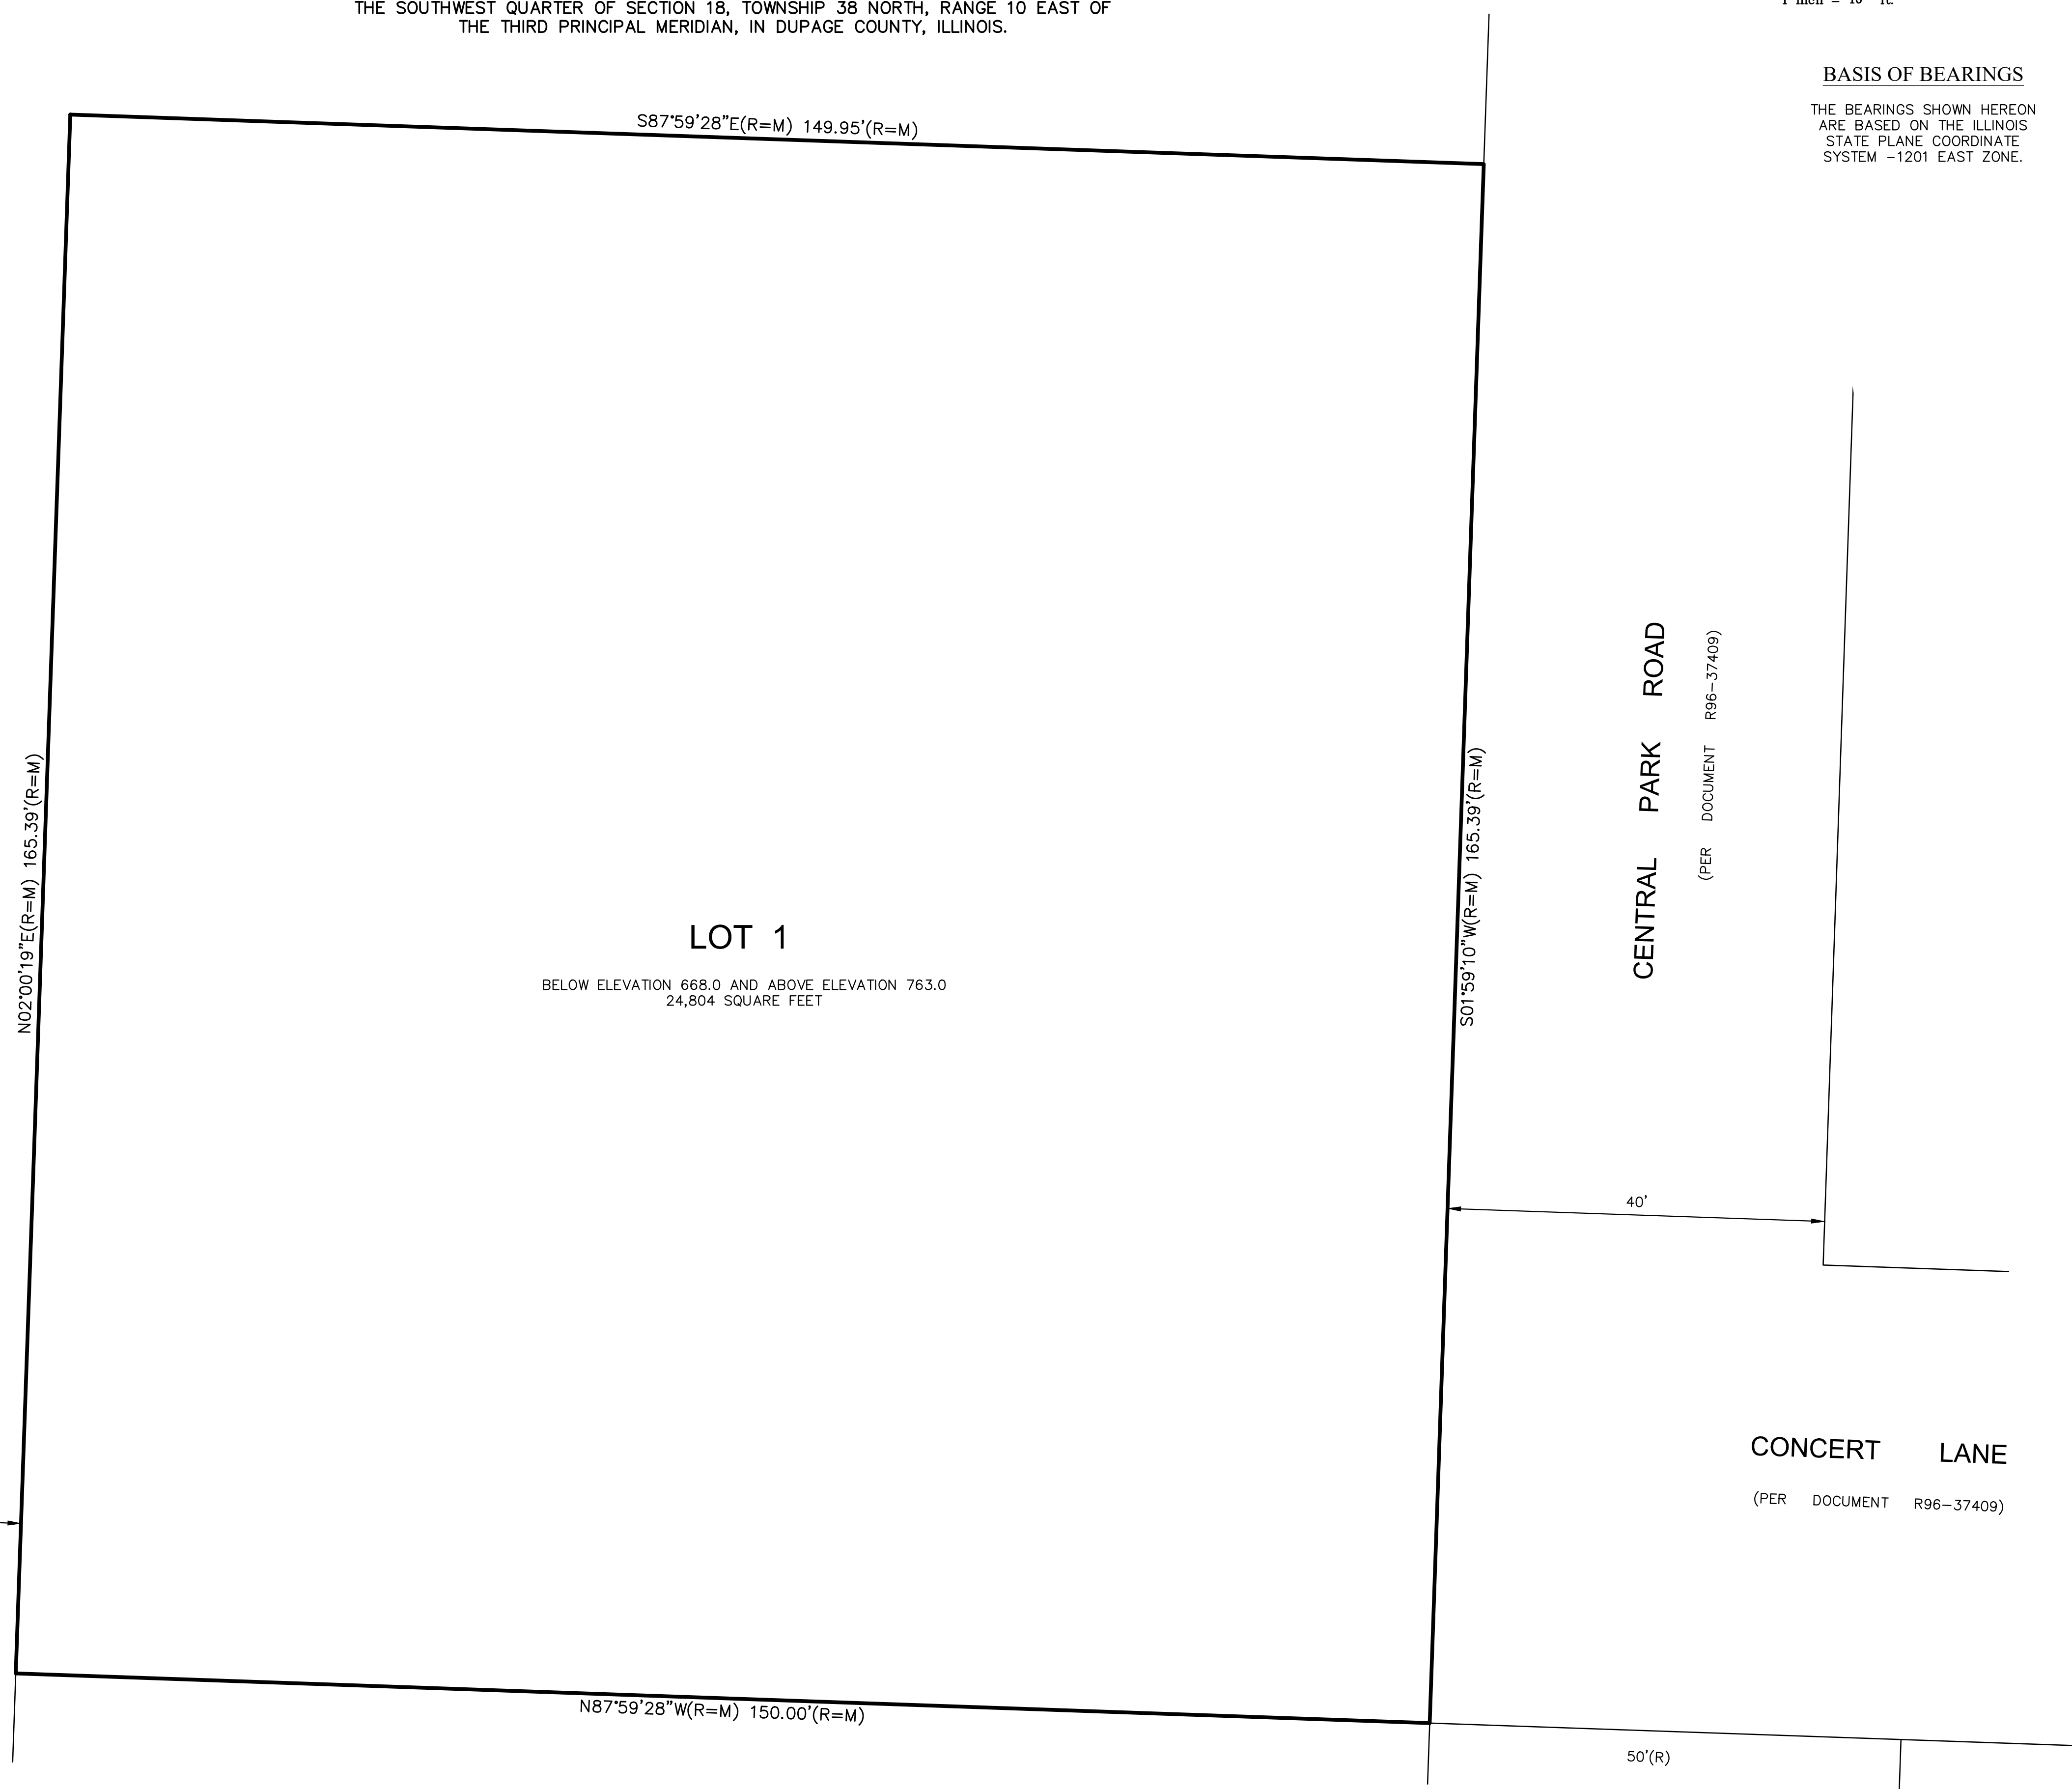 THE SOUTHWEST QUARTER OF SECTION 18, TOWNSHIP 38 NORTH, RANGE 10 EAST OF
THE THIRD PRINCIPAL MERIDIAN, IN DUPAGE COUNTY, ILLINOIS.
1 inch = 10 ft.
BASIS OF BEARINGS
THE BEARINGS SHOWN HEREON
ARE BASED ON THE ILLINOIS
STATE PLANE COORDINATE
SYSTEM -1201 EAST ZONE.
S87°59'28"E(R=M) 149.95'(R=M)
N02°00'19"E(R=M) 165.39'(R=M)
S01°59'10"W(R=M) 165.39'(R=M)
CENTRAL PARK ROAD
(PER DOCUMENT R96-37409)
LOT 1
BELOW ELEVATION 668.0 AND ABOVE ELEVATION 763.0
24,804 SQUARE FEET
40'
CONCERT LANE
(PER DOCUMENT R96-37409)
N87°59'28"W(R=M) 150.00'(R=M)
50'(R)